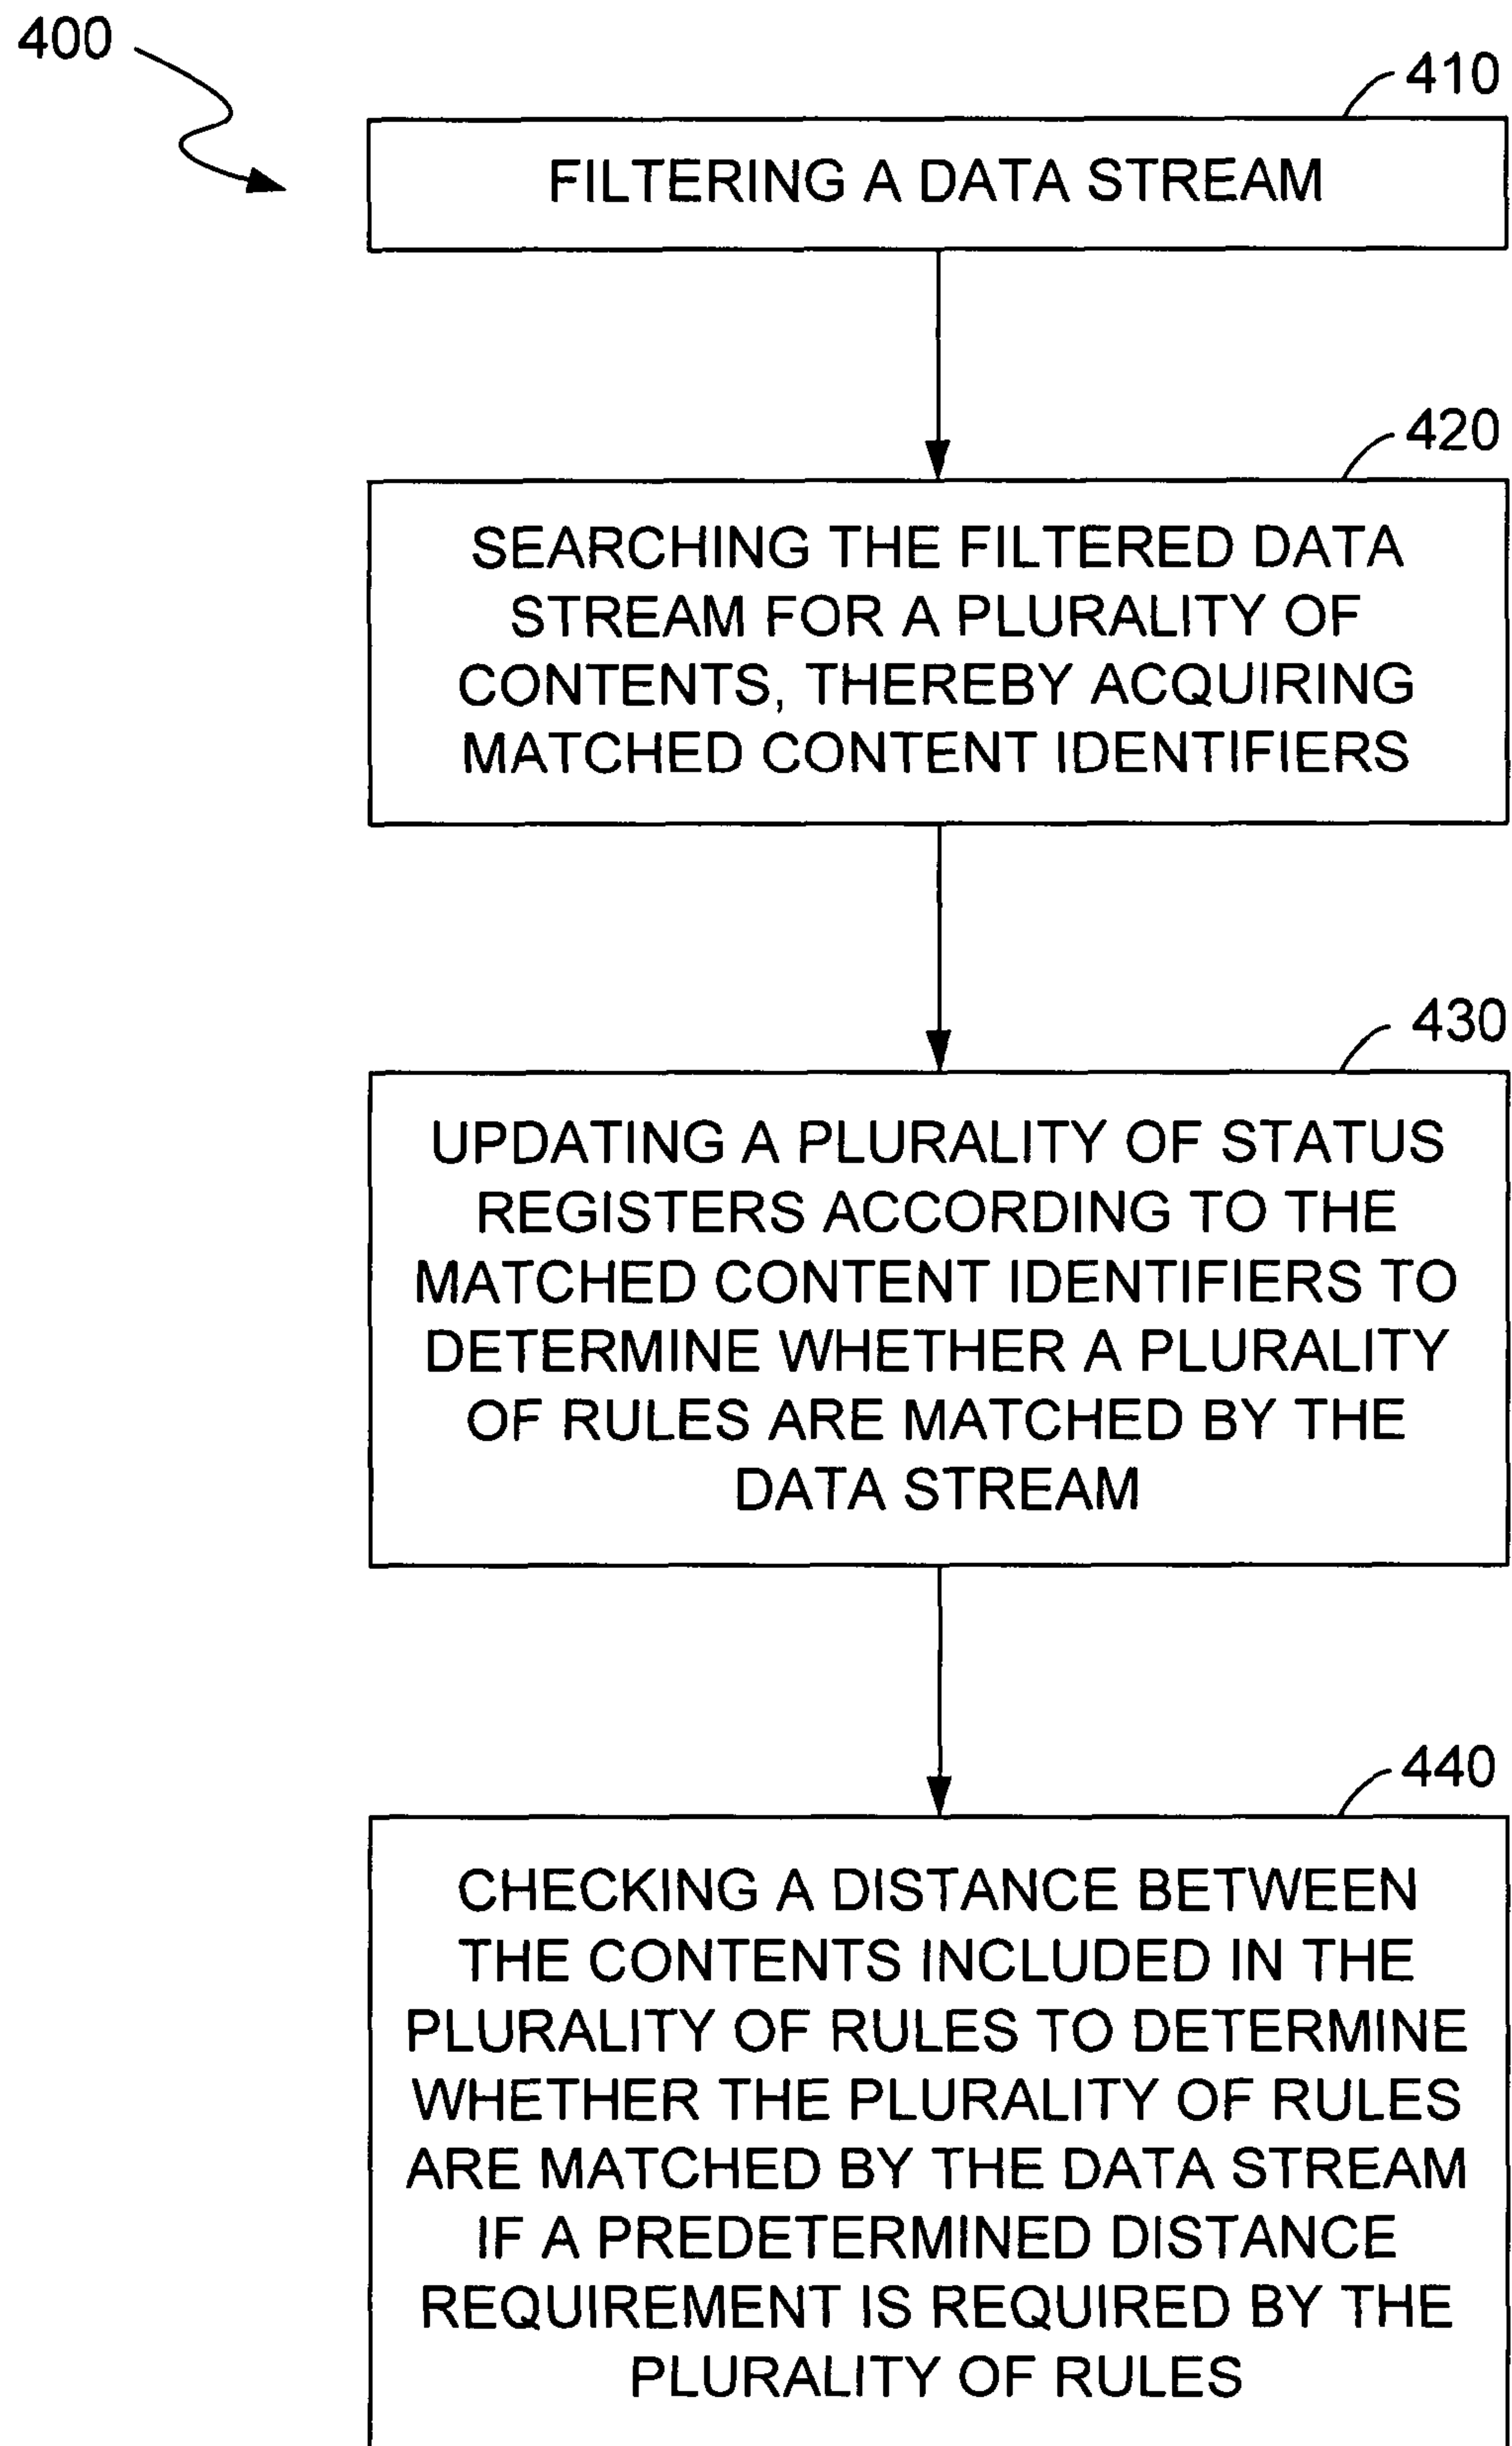 400
410
FILTERING A DATA STREAM
420
SEARCHING THE FILTERED DATA
STREAM FOR A PLURALITY OF
CONTENTS, THEREBY ACQUIRING
MATCHED CONTENT IDENTIFIERS
430
UPDATING A PLURALITY OF STATUS
REGISTERS ACCORDING TO THE
MATCHED CONTENT IDENTIFIERS TO
DETERMINE WHETHER A PLURALITY
OF RULES ARE MATCHED BY THE
DATA STREAM
440
CHECKING A DISTANCE BETWEEN
THE CONTENTS INCLUDED IN THE
PLURALITY OF RULES TO DETERMINE
WHETHER THE PLURALITY OF RULES
ARE MATCHED BY THE DATA STREAM
IF A PREDETERMINED DISTANCE
REQUIREMENT IS REQUIRED BY THE
PLURALITY OF RULES